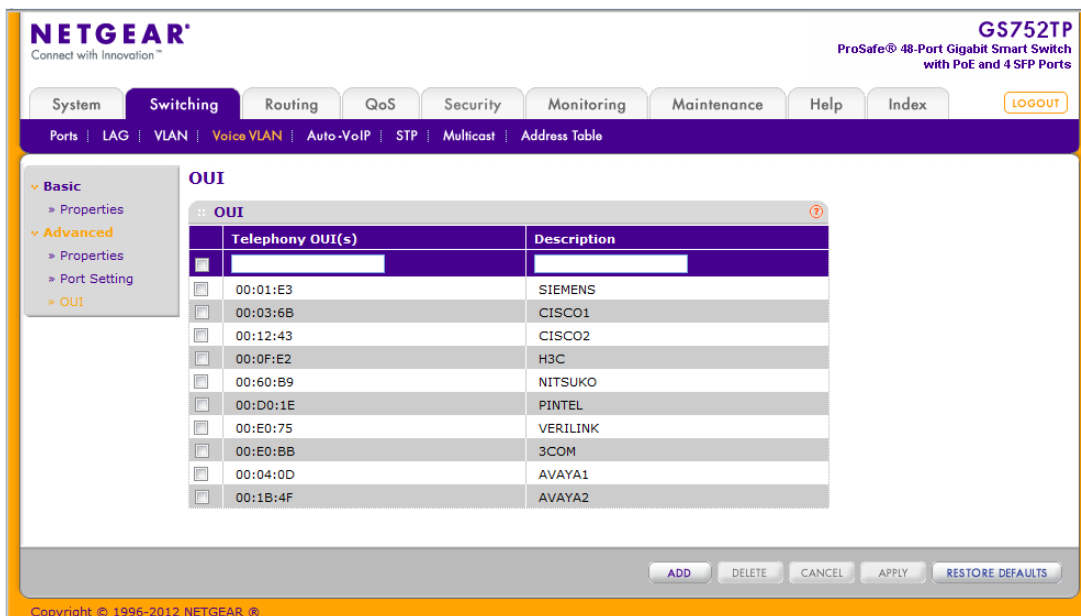 NETGEAR®
Connect with Innovation™
GS752TP
ProSafe® 48-Port Gigabit Smart Switch
with PoE and 4 SFP Ports
System Switching Routing QoS Security Monitoring Maintenance Help Index LOGOUT
Ports | LAG | VLAN | Voice VLAN | Auto-VoIP | STP | Multicast | Address Table
Basic
» Properties
Advanced
» Properties
» Port Setting
» OUI
OUI
OUI ?
Telephony OUI(s) Description
00:01:E3 SIEMENS
00:03:6B CISCO1
00:12:43 CISCO2
00:0F:E2 H3C
00:60:B9 NITSUKO
00:D0:1E PINTEL
00:E0:75 VERILINK
00:E0:BB 3COM
00:04:0D AVAYA1
00:1B:4F AVAYA2
ADD DELETE CANCEL APPLY RESTORE DEFAULTS
Copyright © 1996-2012 NETGEAR ®